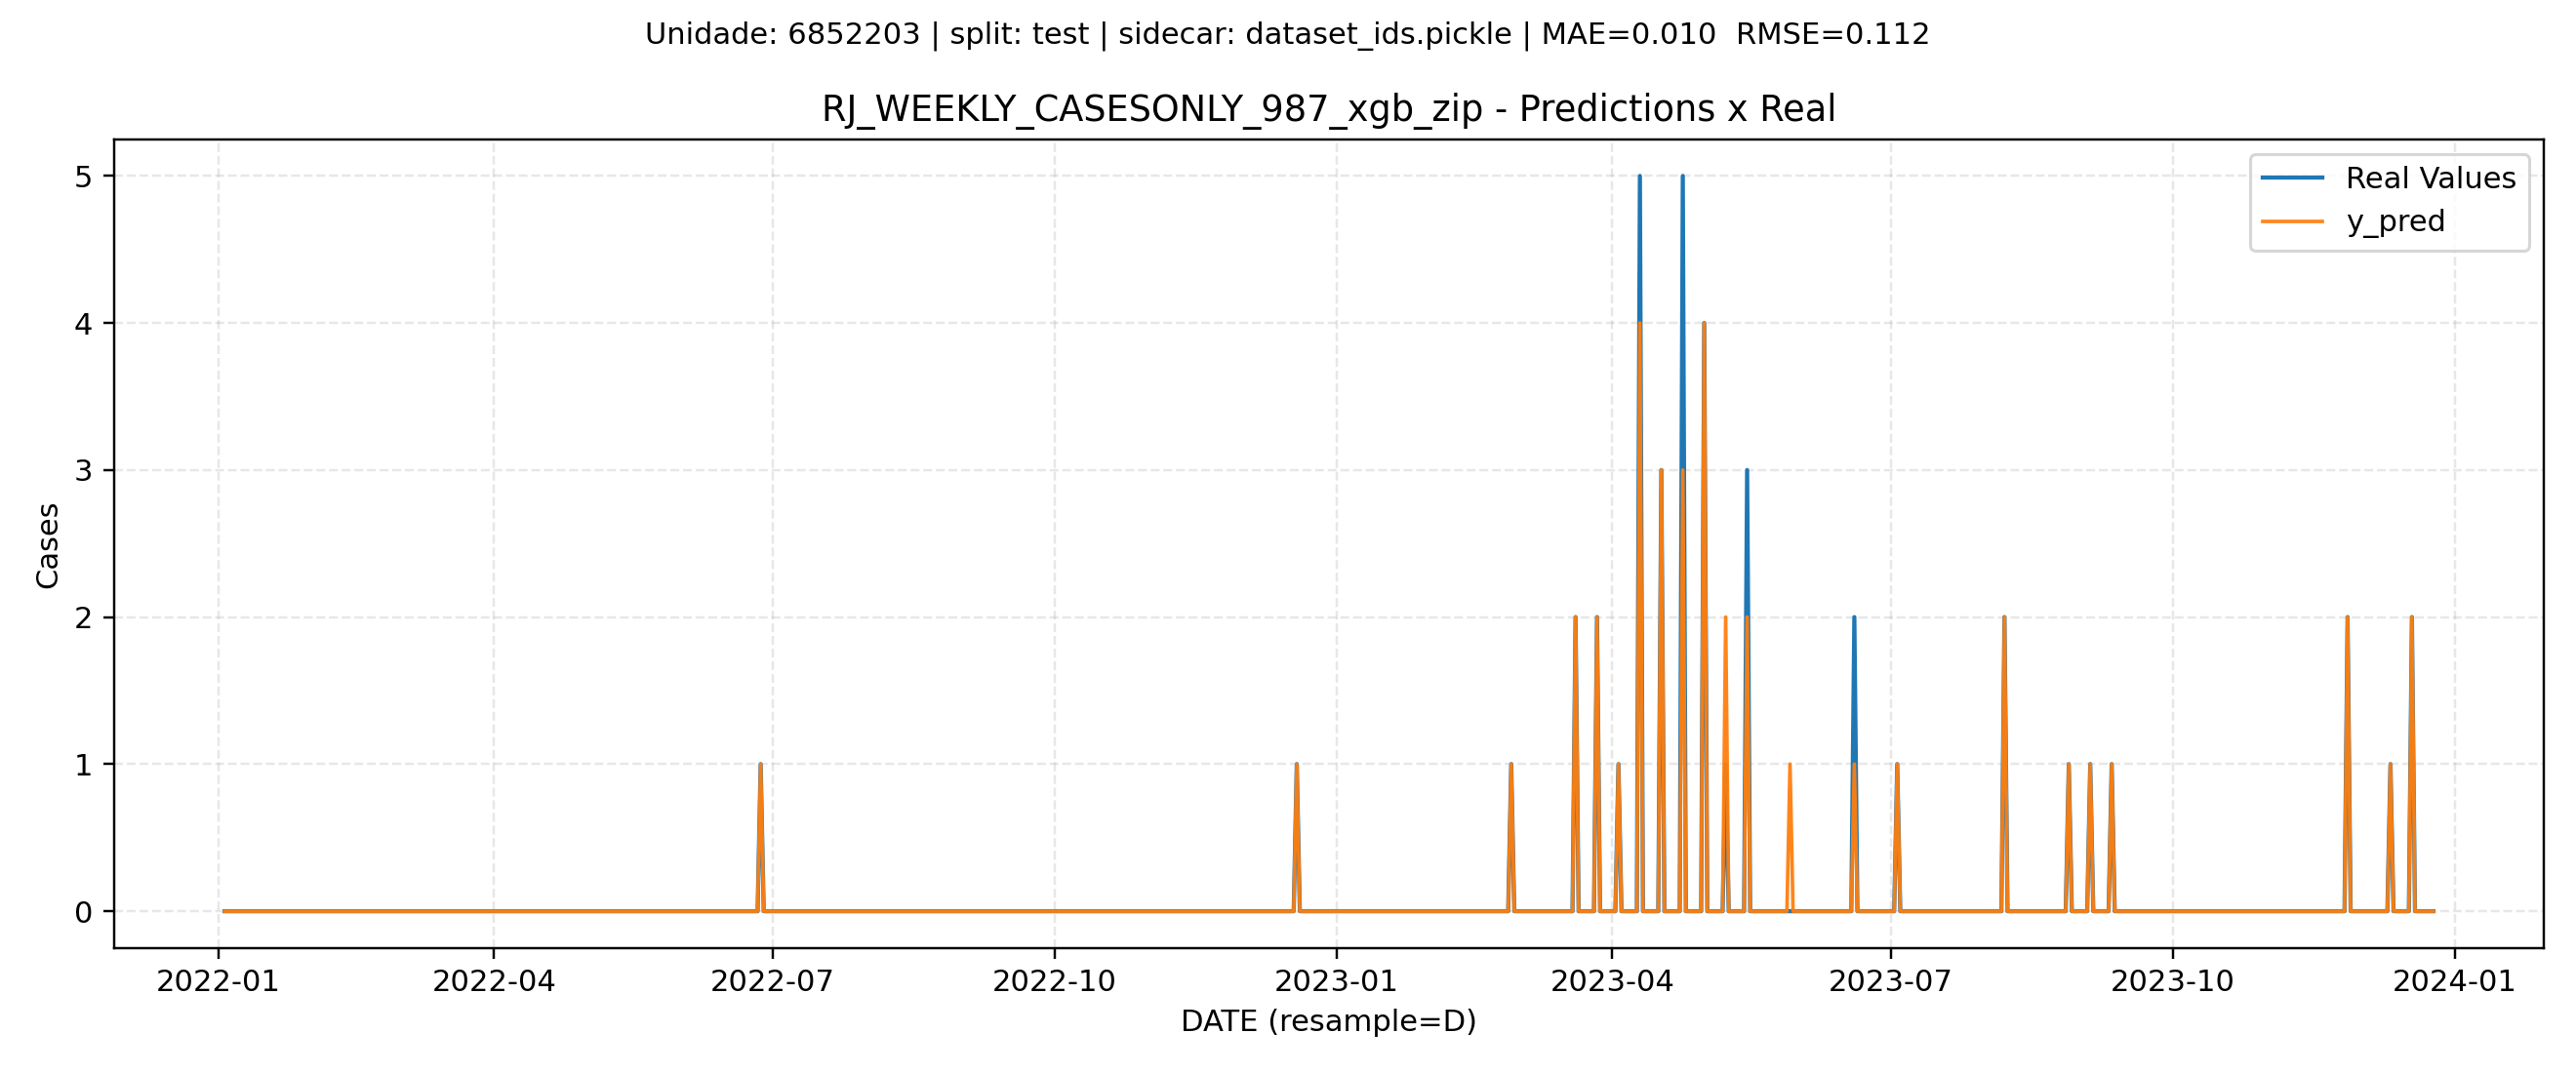 Unidade: 6852203 | split: test | sidecar: dataset_ids.pickle | MAE=0.010  RMSE=0.112
RJ_WEEKLY_CASESONLY_987_xgb_zip - Predictions x Real
Real Values
y_pred
5
4
3
2
1
0
Cases
2022-01 2022-04 2022-07 2022-10 2023-01 2023-04 2023-07 2023-10 2024-01
DATE (resample=D)